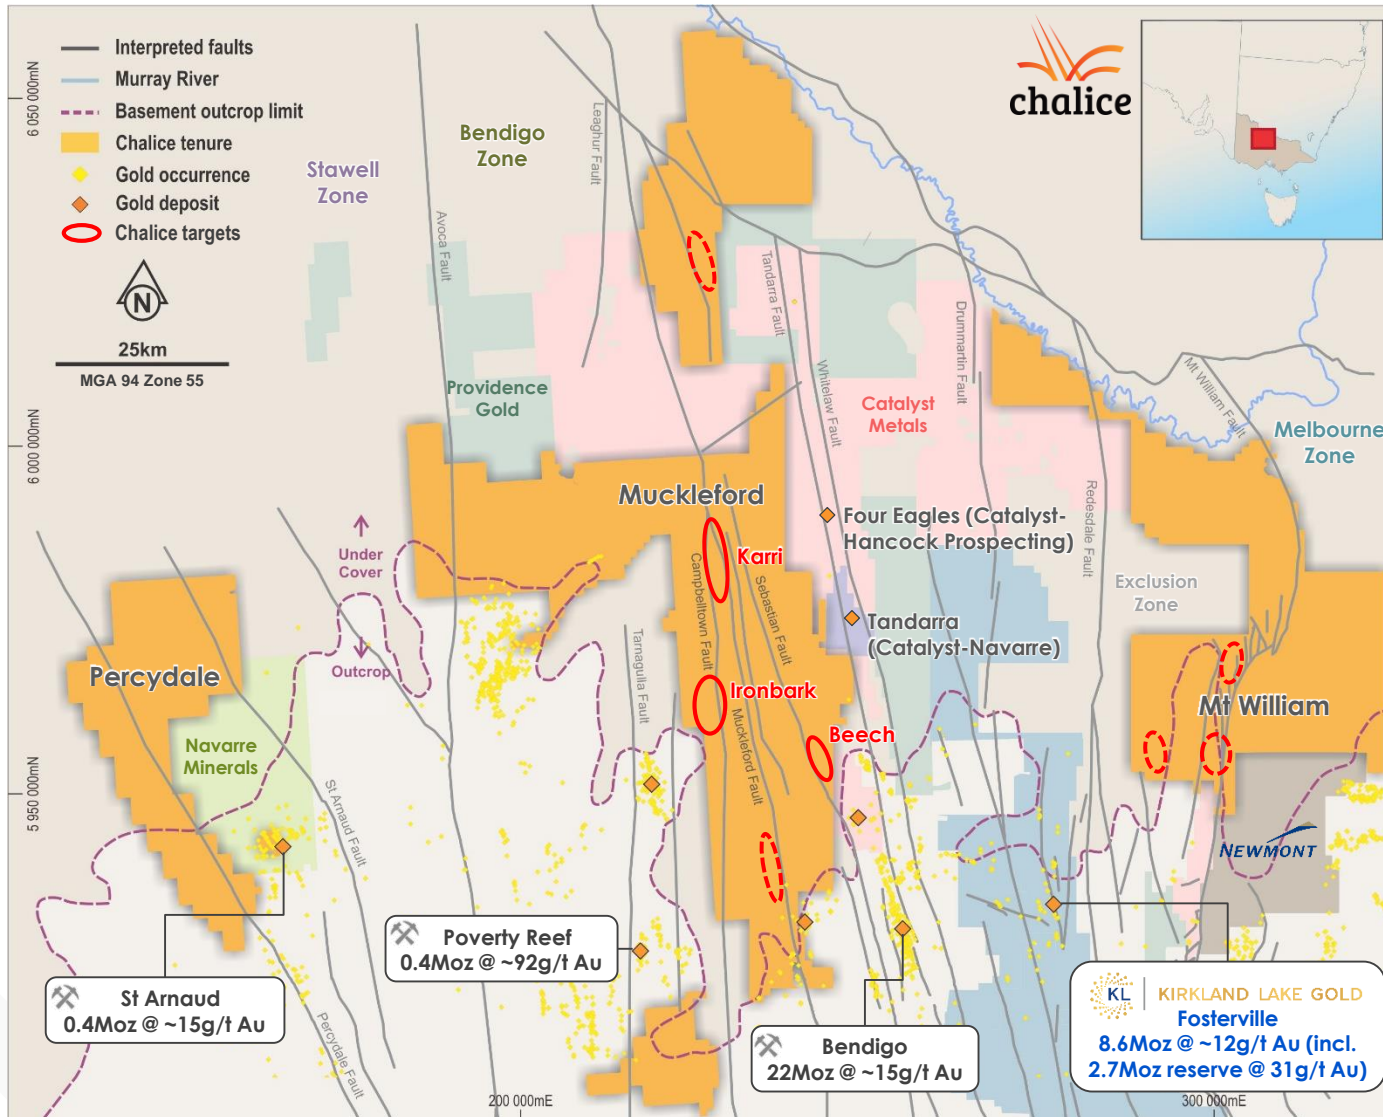 Interpreted faults
Murray River
Basement outcrop limit
Chalice tenure
Gold occurrence
Gold deposit
Chalice targets
N
25km
MGA 94 Zone 55
6 050 000mN
6 000 000mN
5 950 000mN
200 000mE
300 000mE
chalice
Stawell
Zone
Bendigo
Zone
Melbourne
Zone
Leaghur Fault
Avoca Fault
Tandarra Fault
Whitelaw Fault
Drummartin Fault
Mt William Fault
Redesdale Fault
Providence
Gold
Catalyst
Metals
Muckleford
Four Eagles (Catalyst-
Hancock Prospecting)
Karri
Campbelltown Fault
Sebastian Fault
Under
Cover
Outcrop
Exclusion
Zone
Tandarra
(Catalyst-Navarre)
Percydale
Tarnagulla Fault
Ironbark
Muckleford Fault
Beech
Mt William
Navarre
Minerals
St Arnaud Fault
NEWMONT
Percydale Fault
St Arnaud
0.4Moz @ ~15g/t Au
Poverty Reef
0.4Moz @ ~92g/t Au
Bendigo
22Moz @ ~15g/t Au
KL KIRKLAND LAKE GOLD
Fosterville
8.6Moz @ ~12g/t Au (incl.
2.7Moz reserve @ 31g/t Au)